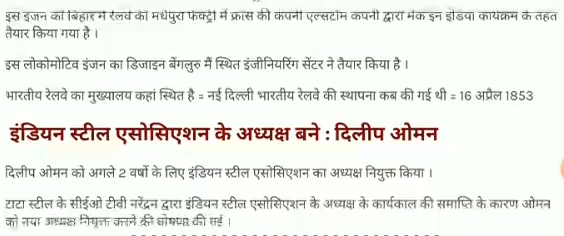 इस इंजन को बिहार में रेलवे की मधेपुरा फैक्ट्री में फ्रांस की कंपनी एल्सटॉम कंपनी द्वारा मेक इन इंडिया कार्यक्रम के तहत
तैयार किया गया है ।
इस लोकोमोटिव इंजन का डिजाइन बेंगलुरु मैं स्थित इंजीनियरिंग सेंटर ने तैयार किया है ।
भारतीय रेलवे का मुख्यालय कहां स्थित है = नई दिल्ली भारतीय रेलवे की स्थापना कब की गई थी = 16 अप्रैल 1853
इंडियन स्टील एसोसिएशन के अध्यक्ष बने : दिलीप ओमन
दिलीप ओमन को अगले 2 वर्षो के लिए इंडियन स्टील एसोसिएशन का अध्यक्ष नियुक्त किया ।
टाटा स्टील के सीईओ टीवी नरेंद्रन द्वारा इंडियन स्टील एसोसिएशन के अध्यक्ष के कार्यकाल की समाप्ति के कारण ओमन
को नया अध्यक्ष नियुक्त करने की घोषणा की गई ।